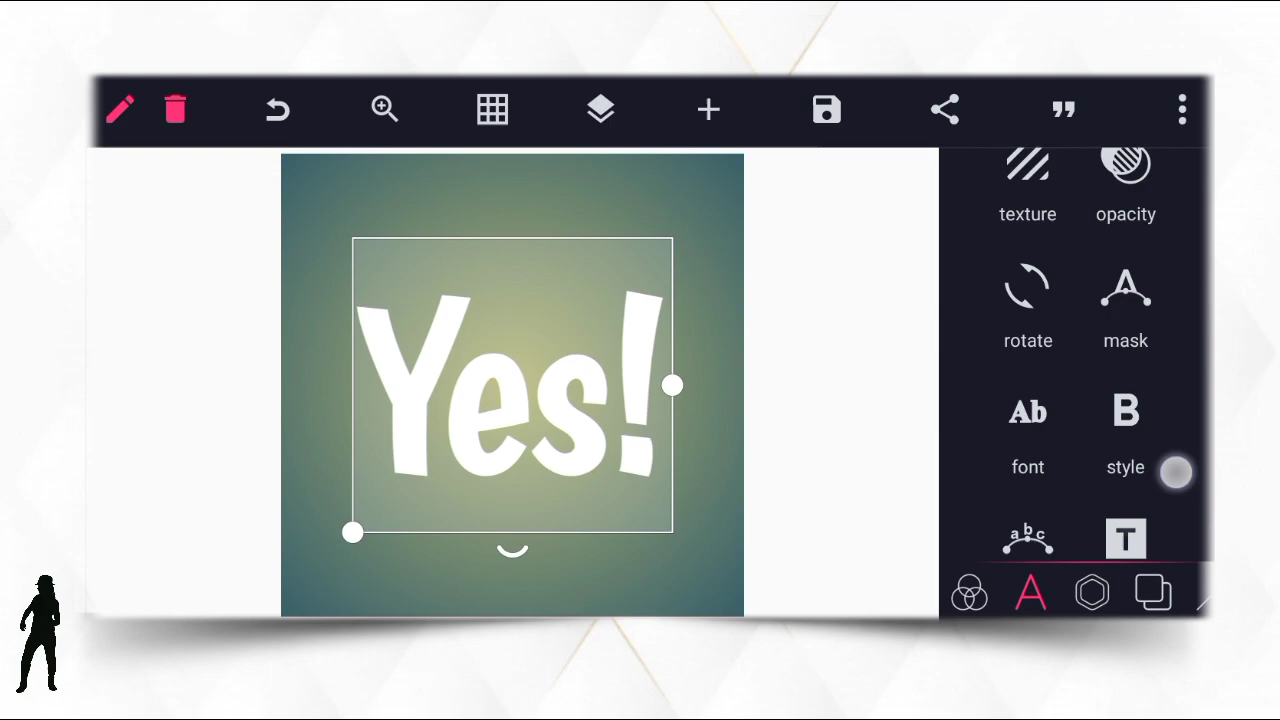 texture opacity
Yes!
rotate mask
Ab B
font style
abc T
A